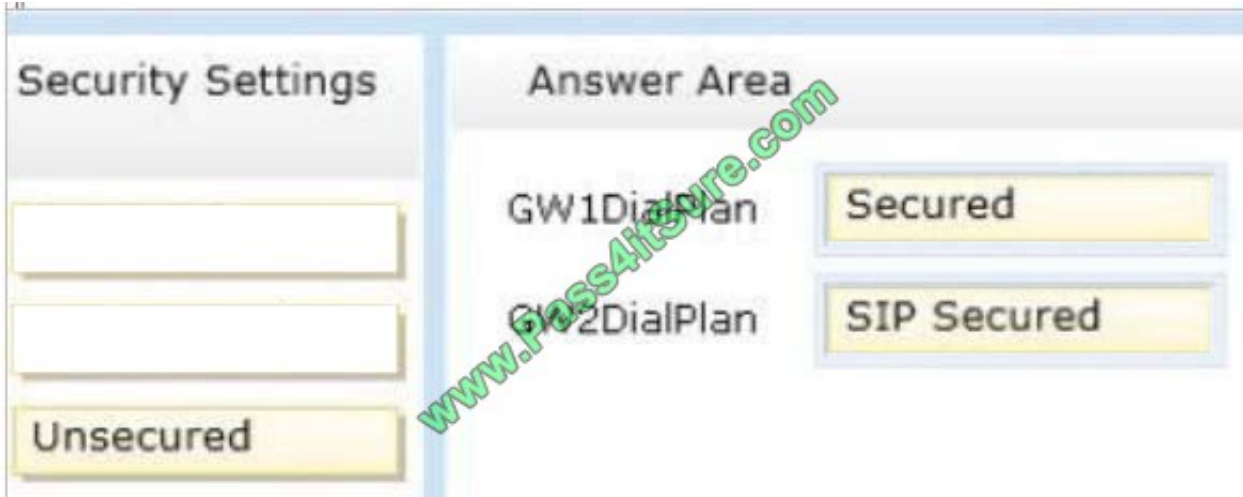 Security Settings
Answer Area
GW1DialPlan
Secured
GW2DialPlan
SIP Secured
Unsecured
www.Pass4itSure.com